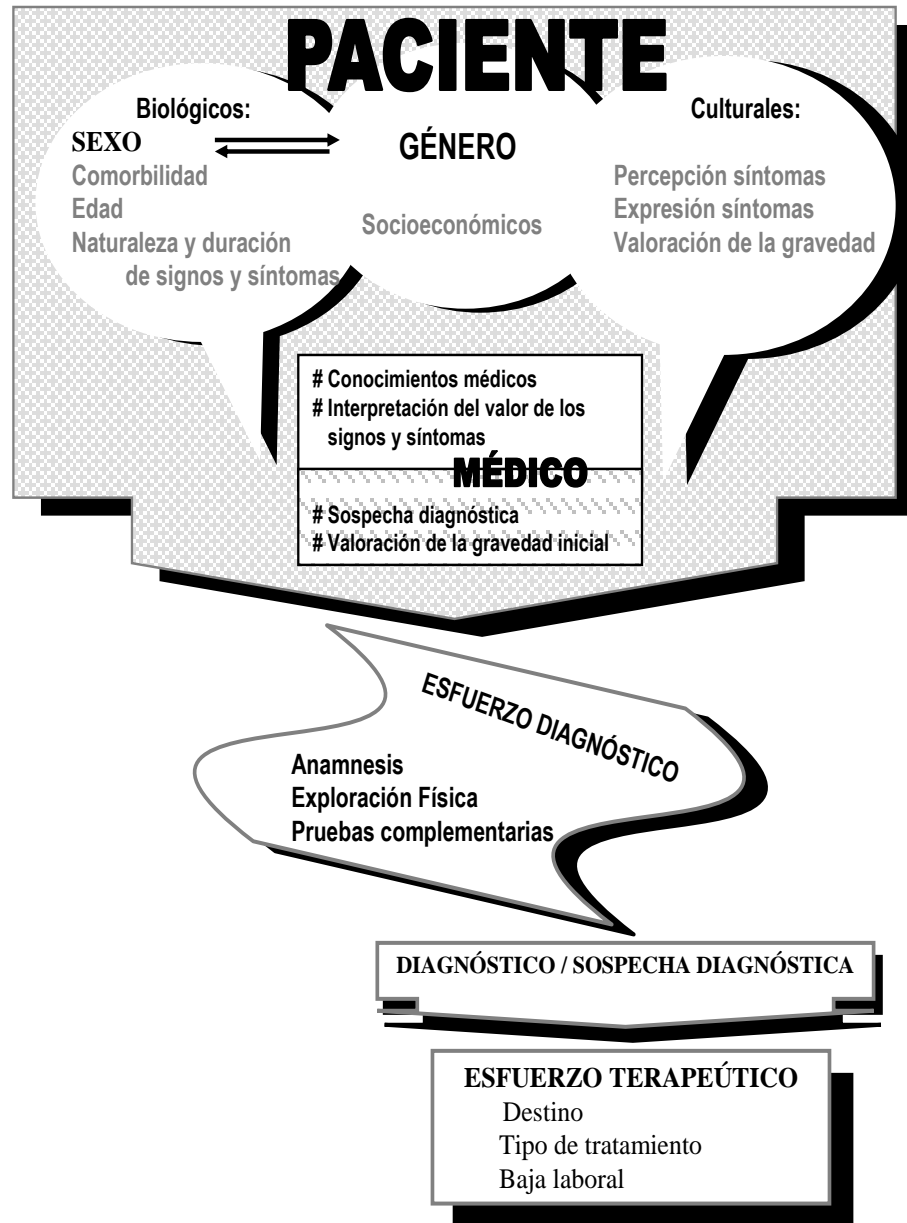 PACIENTE
Biológicos:
SEXO
Comorbilidad
Edad
Naturaleza y duración
de signos y síntomas
GÉNERO
Socioeconómicos
Culturales:
Percepción síntomas
Expresión síntomas
Valoración de la gravedad
# Conocimientos médicos
# Interpretación del valor de los
signos y síntomas
MÉDICO
# Sospecha diagnóstica
# Valoración de la gravedad inicial
ESFUERZO DIAGNÓSTICO
Anamnesis
Exploración Física
Pruebas complementarias
DIAGNÓSTICO / SOSPECHA DIAGNÓSTICA
ESFUERZO TERAPEÚTICO
Destino
Tipo de tratamiento
Baja laboral